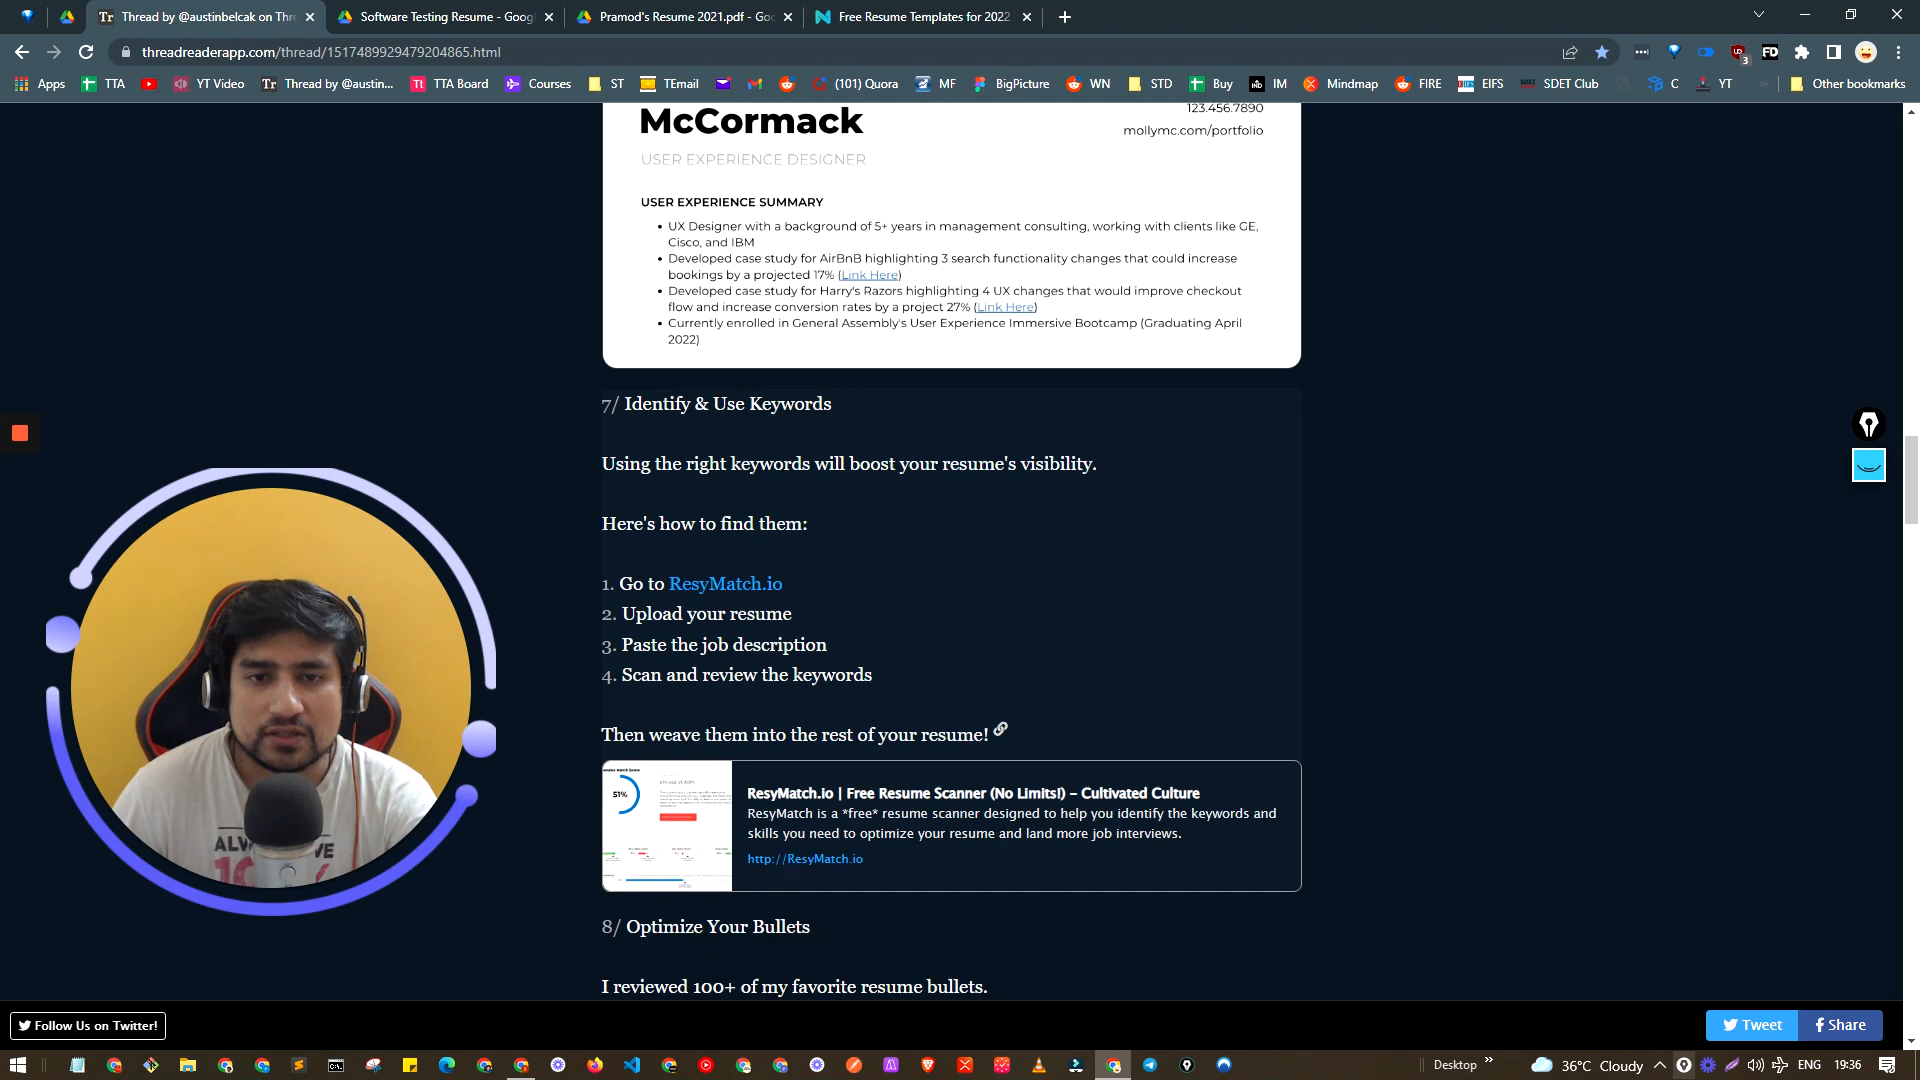 Thread by @austinbelcak on Thr
Software Testing Resume - Googl
Pramod's Resume 2021.pdf - Goo
Free Resume Templates for 2022
threadreaderapp.com/thread/1517489929479204865.html
3
FD
Apps
TTA
YT Video
Tr
Thread by @austin...
Tt
TTA Board
Courses
ST
TEmail
(101) Quora
MF
BigPicture
WN
STD
Buy
IM
Mindmap
FIRE
EIFS
SDET Club
C
YT
Other bookmarks
McCormack
123.456.7890
mollymc.com/portfolio
USER EXPERIENCE DESIGNER
USER EXPERIENCE SUMMARY
UX Designer with a background of 5+ years in management consulting, working with clients like GE,
Cisco, and IBM
Developed case study for AirBnB highlighting 3 search functionality changes that could increase
bookings by a projected 17% (Link Here)
Developed case study for Harry's Razors highlighting 4 UX changes that would improve checkout
flow and increase conversion rates by a project 27% (Link Here)
Currently enrolled in General Assembly's User Experience Immersive Bootcamp (Graduating April
2022)
7/ Identify & Use Keywords
Using the right keywords will boost your resume's visibility.
Here's how to find them:
1. Go to ResyMatch.io
2. Upload your resume
3. Paste the job description
4. Scan and review the keywords
Then weave them into the rest of your resume!
51%
ResyMatch.io | Free Resume Scanner (No Limits!) – Cultivated Culture
ResyMatch is a *free* resume scanner designed to help you identify the keywords and
skills you need to optimize your resume and land more job interviews.
http://ResyMatch.io
8/ Optimize Your Bullets
I reviewed 100+ of my favorite resume bullets.
Follow Us on Twitter!
Tweet
Share
Desktop
36°C Cloudy
ENG
19:36